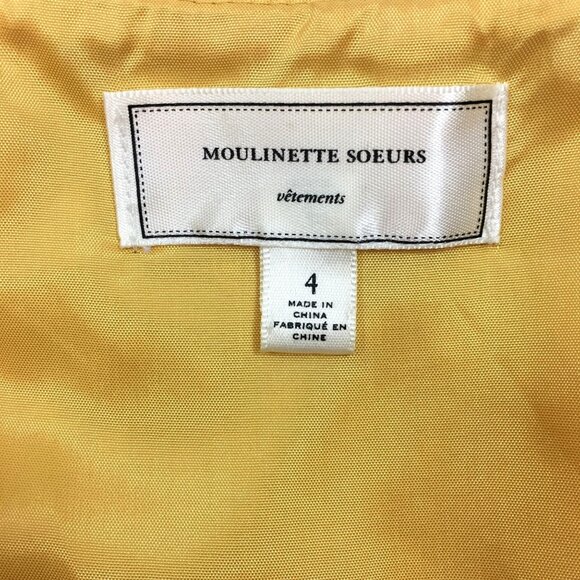 MOULINETTE SOEURS
vêtements
4
MADE IN
CHINA
FABRIQUÉ EN
CHINE